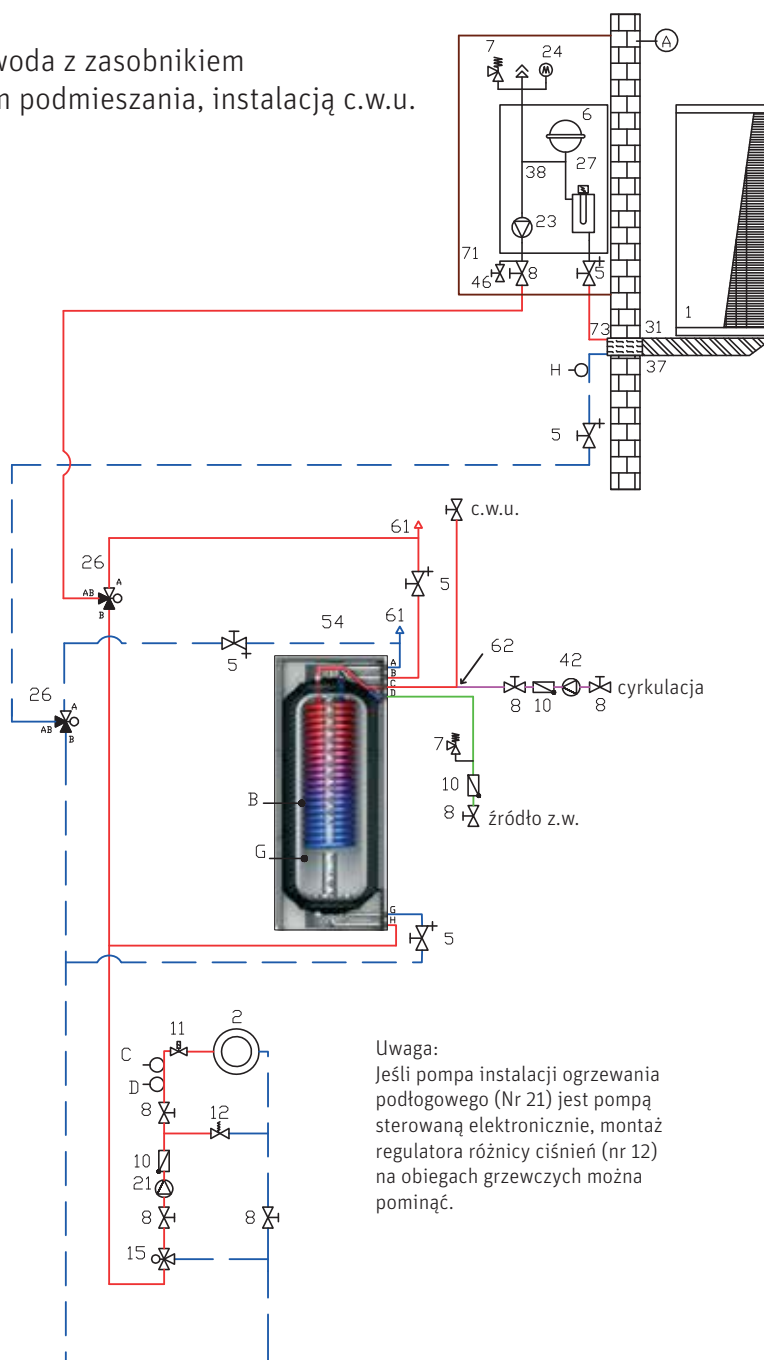 woda z zasobnikiem
podmieszania, instalacją c.w.u.
7
24
A
6
38
27
23
71
46
8
5
1
73
31
37
H
5
61
c.w.u.
26
A
AB
B
5
54
61
62
42
5
A
B
C
D
8
10
8
cyrkulacja
26
A
AB
B
7
10
B
8
źródło z.w.
G
G
H
5
2
11
C
D
8
12
10
21
8
8
15
Uwaga:
Jeśli pompa instalacji ogrzewania
podłogowego (Nr 21) jest pompą
sterowaną elektronicznie, montaż
regulatora różnicy ciśnień (nr 12)
na obiegach grzewczych można
pominąć.